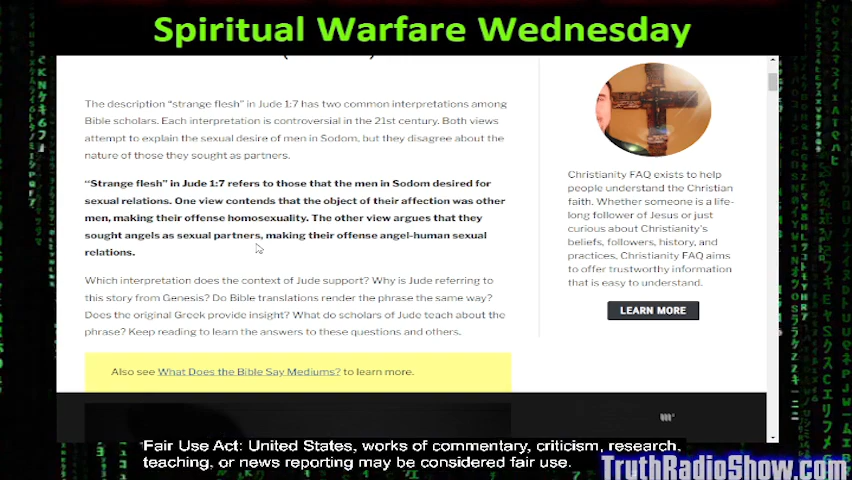 Spiritual Warfare Wednesday
The description “strange flesh” in Jude 1:7 has two common interpretations among
Bible scholars. Each interpretation is controversial in the 21st century. Both views
attempt to explain the sexual desire of men in Sodom, but they disagree about the
nature of those they sought as partners.
“Strange flesh” in Jude 1:7 refers to those that the men in Sodom desired for
sexual relations. One view contends that the object of their affection was other
men, making their offense homosexuality. The other view argues that they
sought angels as sexual partners, making their offense angel-human sexual
relations.
Which interpretation does the context of Jude support? Why is Jude referring to
this story from Genesis? Do Bible translations render the phrase the same way?
Does the original Greek provide insight? What do scholars of Jude teach about the
phrase? Keep reading to learn the answers to these questions and others.
Also see What Does the Bible Say Mediums? to learn more.
Christianity FAQ exists to help
people understand the Christian
faith. Whether someone is a life-
long follower of Jesus or just
curious about Christianity's
beliefs, followers, history, and
practices. Christianity FAQ aims
to offer trustworthy information
that is easy to understand.
LEARN MORE
Fair Use Act: United States, works of commentary, criticism, research,
teaching, or news reporting may be considered fair use.
TruthRadioShow.com